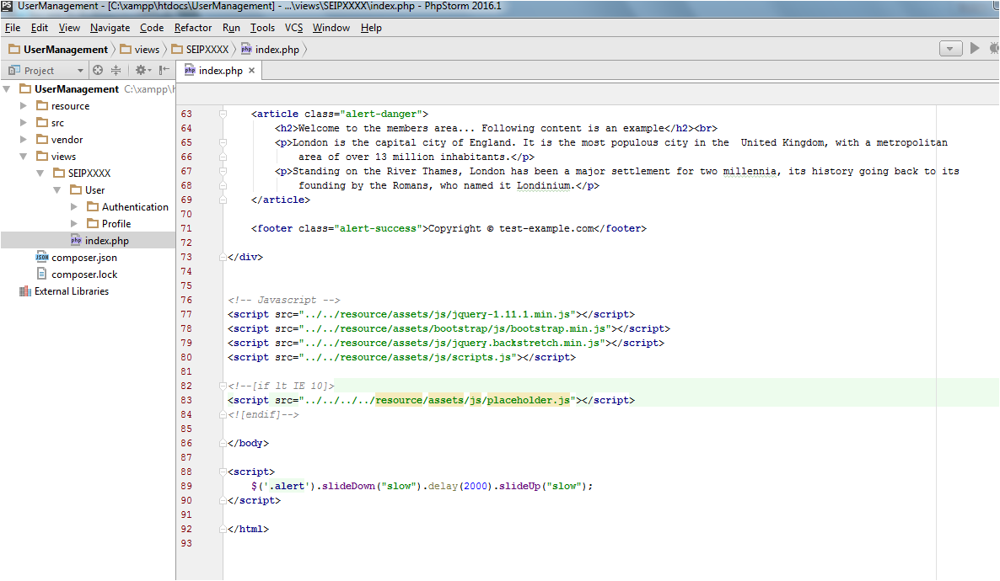 PS UserManagement - [C:\xampp\htdocs\UserManagement] - ...\views\SEIPXXXX\index.php - PhpStorm 2016.1
File Edit View Navigate Code Refactor Run Tools VCS Window Help
UserManagement views SEIPXXXX php index.php
Project php index.php
UserManagement C:\xampp\h
resource
src
vendor
views
SEIPXXXX
User
Authentication
Profile
php index.php
JSON composer.json
composer.lock
External Libraries
63 <article class="alert-danger">
64 <h2>Welcome to the members area... Following content is an example</h2><br>
65 <p>London is the capital city of England. It is the most populous city in the  United Kingdom, with a metropolitan
66 area of over 13 million inhabitants.</p>
67 <p>Standing on the River Thames, London has been a major settlement for two millennia, its history going back to its
68 founding by the Romans, who named it Londinium.</p>
69 </article>
70
71 <footer class="alert-success">Copyright © test-example.com</footer>
72
73 </div>
74
75
76 <!-- Javascript -->
77 <script src="../../resource/assets/js/jquery-1.11.1.min.js"></script>
78 <script src="../../resource/assets/bootstrap/js/bootstrap.min.js"></script>
79 <script src="../../resource/assets/js/jquery.backstretch.min.js"></script>
80 <script src="../../resource/assets/js/scripts.js"></script>
81
82 <!--[if lt IE 10]>
83 <script src="../../../../resource/assets/js/placeholder.js"></script>
84 <![endif]-->
85
86 </body>
87
88 <script>
89 $('.alert').slideDown("slow").delay(2000).slideUp("slow");
90 </script>
91
92 </html>
93